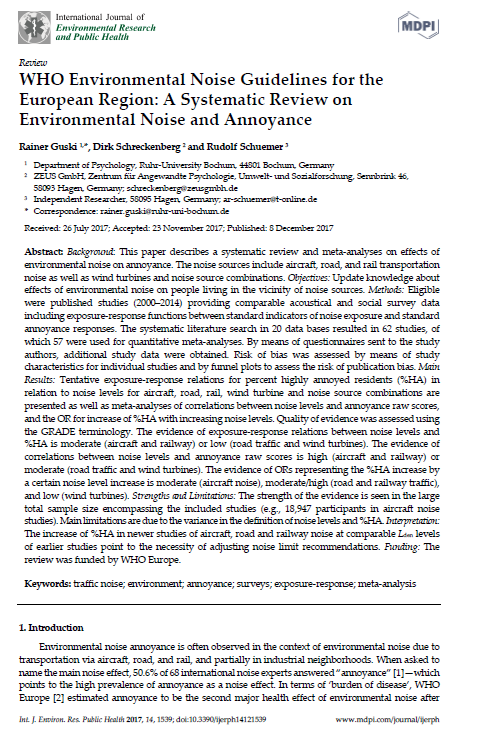 International Journal of
Environmental Research
and Public Health
MDPI
Review
WHO Environmental Noise Guidelines for the
European Region: A Systematic Review on
Environmental Noise and Annoyance
Rainer Guski 1,*, Dirk Schreckenberg 2 and Rudolf Schuemer 3
1 Department of Psychology, Ruhr-University Bochum, 44801 Bochum, Germany
2 ZEUS GmbH, Zentrum für Angewandte Psychologie, Umwelt- und Sozialforschung, Sennbrink 46,
58093 Hagen, Germany; schreckenberg@zeusgmbh.de
3 Independent Researcher, 58095 Hagen, Germany; ar-schuemer@t-online.de
* Correspondence: rainer.guski@ruhr-uni-bochum.de
Received: 26 July 2017; Accepted: 23 November 2017; Published: 8 December 2017
Abstract: Background: This paper describes a systematic review and meta-analyses on effects of
environmental noise on annoyance. The noise sources include aircraft, road, and rail transportation
noise as well as wind turbines and noise source combinations. Objectives: Update knowledge about
effects of environmental noise on people living in the vicinity of noise sources. Methods: Eligible
were published studies (2000–2014) providing comparable acoustical and social survey data
including exposure-response functions between standard indicators of noise exposure and standard
annoyance responses. The systematic literature search in 20 data bases resulted in 62 studies, of
which 57 were used for quantitative meta-analyses. By means of questionnaires sent to the study
authors, additional study data were obtained. Risk of bias was assessed by means of study
characteristics for individual studies and by funnel plots to assess the risk of publication bias. Main
Results: Tentative exposure-response relations for percent highly annoyed residents (%HA) in
relation to noise levels for aircraft, road, rail, wind turbine and noise source combinations are
presented as well as meta-analyses of correlations between noise levels and annoyance raw scores,
and the OR for increase of %HA with increasing noise levels. Quality of evidence was assessed using
the GRADE terminology. The evidence of exposure-response relations between noise levels and
%HA is moderate (aircraft and railway) or low (road traffic and wind turbines). The evidence of
correlations between noise levels and annoyance raw scores is high (aircraft and railway) or
moderate (road traffic and wind turbines). The evidence of ORs representing the %HA increase by
a certain noise level increase is moderate (aircraft noise), moderate/high (road and railway traffic),
and low (wind turbines). Strengths and Limitations: The strength of the evidence is seen in the large
total sample size encompassing the included studies (e.g., 18,947 participants in aircraft noise
studies). Main limitations are due to the variance in the definition of noise levels and %HA. Interpretation:
The increase of %HA in newer studies of aircraft, road and railway noise at comparable Lden levels
of earlier studies point to the necessity of adjusting noise limit recommendations. Funding: The
review was funded by WHO Europe.
Keywords: traffic noise; environment; annoyance; surveys; exposure-response; meta-analysis
1. Introduction
Environmental noise annoyance is often observed in the context of environmental noise due to
transportation via aircraft, road, and rail, and partially in industrial neighborhoods. When asked to
name the main noise effect, 50.6% of 68 international noise experts answered "annoyance" [1]—which
points to the high prevalence of annoyance as a noise effect. In terms of 'burden of disease', WHO
Europe [2] estimated annoyance to be the second major health effect of environmental noise after
Int. J. Environ. Res. Public Health 2017, 14, 1539; doi:10.3390/ijerph14121539
www.mdpi.com/journal/ijerph